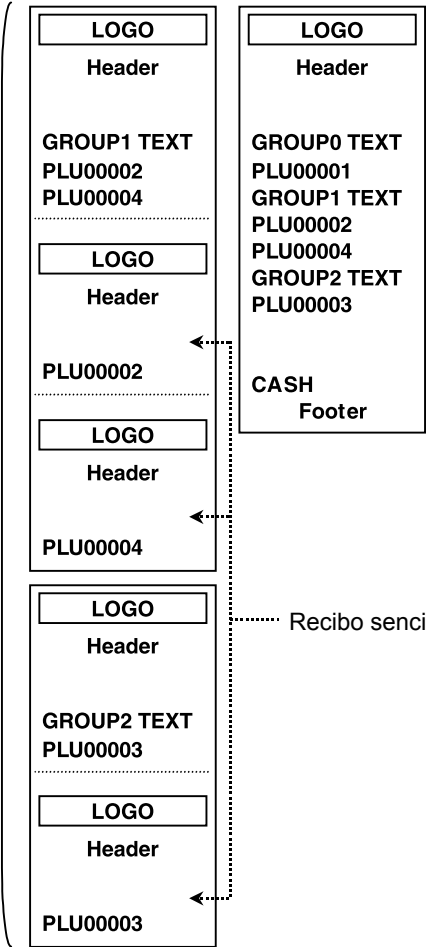 LOGO
Header
GROUP1 TEXT
PLU00002
PLU00004
LOGO
Header
PLU00002
LOGO
Header
PLU00004
LOGO
Header
GROUP2 TEXT
PLU00003
LOGO
Header
PLU00003
LOGO
Header
GROUP0 TEXT
PLU00001
GROUP1 TEXT
PLU00002
PLU00004
GROUP2 TEXT
PLU00003
CASH
Footer
Recibo senci